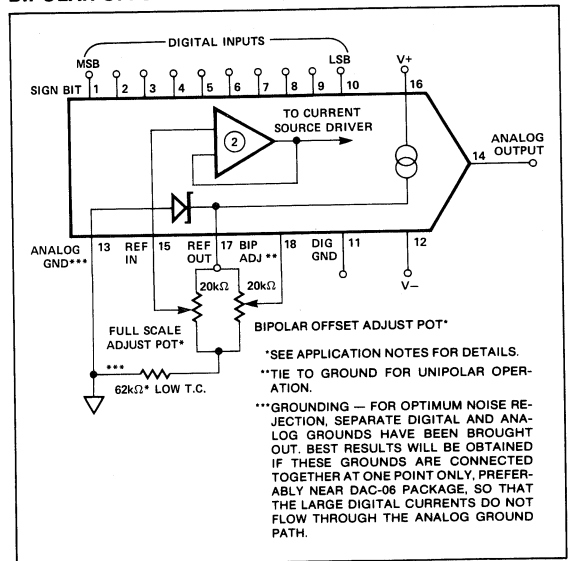 DIGITAL INPUTS
MSB LSB V+
SIGN BIT 1 2 3 4 5 6 7 8 9 10 16
TO CURRENT
SOURCE DRIVER
2
ANALOG
OUTPUT
14
ANALOG
GND*** 13 REF
IN 15 REF
OUT 17 BIP
ADJ ** 18 DIG
GND 11 12
V−
20kΩ 20kΩ
FULL SCALE
ADJUST POT*
BIPOLAR OFFSET ADJUST POT*
***
62kΩ* LOW T.C.
*SEE APPLICATION NOTES FOR DETAILS.
**TIE TO GROUND FOR UNIPOLAR OPER-
ATION.
***GROUNDING — FOR OPTIMUM NOISE RE-
JECTION, SEPARATE DIGITAL AND ANA-
LOG GROUNDS HAVE BEEN BROUGHT
OUT. BEST RESULTS WILL BE OBTAINED
IF THESE GROUNDS ARE CONNECTED
TOGETHER AT ONE POINT ONLY, PREFER-
ABLY NEAR DAC-06 PACKAGE, SO THAT
THE LARGE DIGITAL CURRENTS DO NOT
FLOW THROUGH THE ANALOG GROUND
PATH.